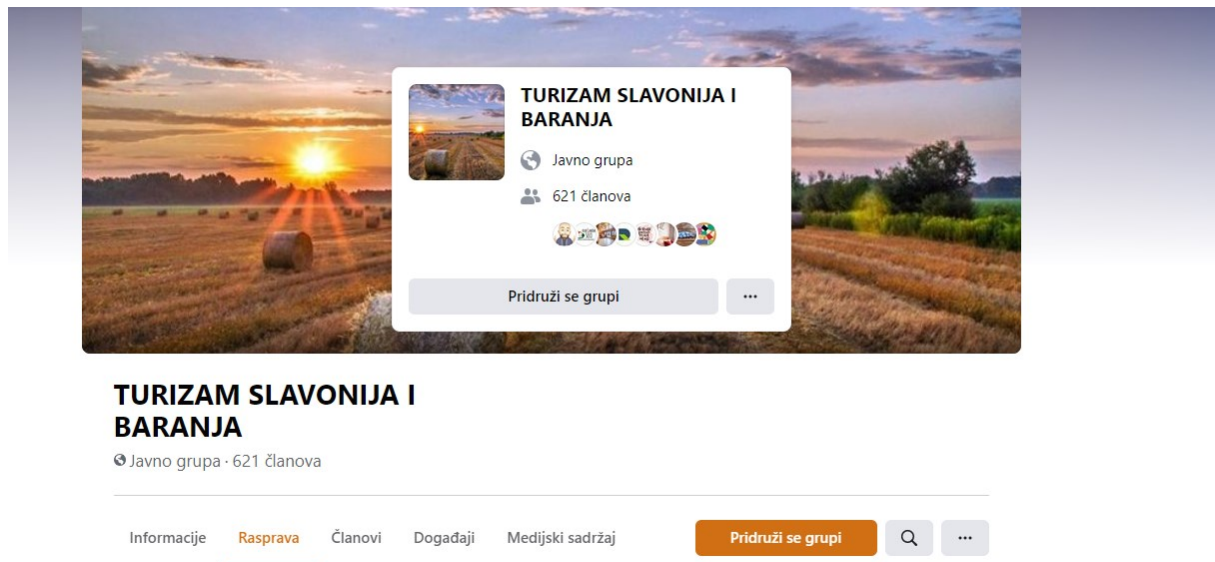 TURIZAM SLAVONIJA I
BARANJA
Javno grupa
621 članova
Pridruži se grupi
TURIZAM SLAVONIJA I
BARANJA
Javno grupa · 621 članova
Informacije Rasprava Članovi Događaji Medijski sadržaj Pridruži se grupi